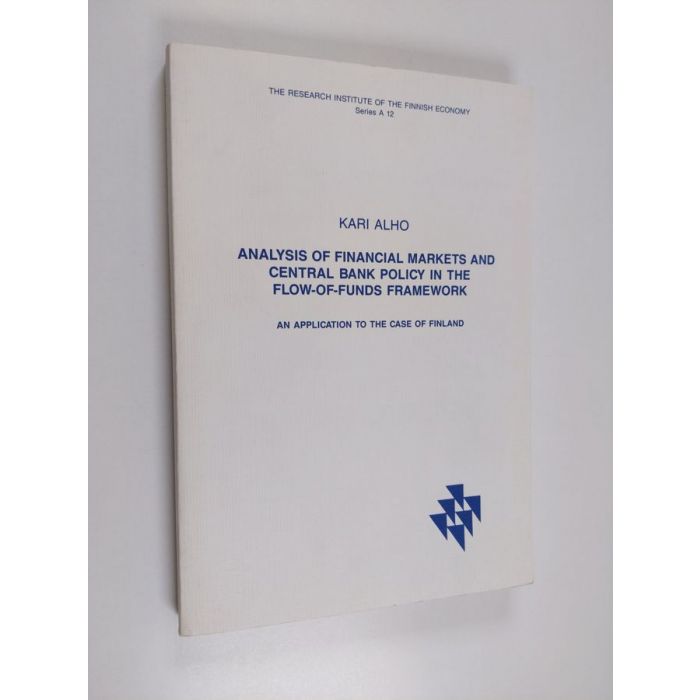 THE RESEARCH INSTITUTE OF THE FINNISH ECONOMY
Series A 12
KARI ALHO
ANALYSIS OF FINANCIAL MARKETS AND
CENTRAL BANK POLICY IN THE
FLOW-OF-FUNDS FRAMEWORK
AN APPLICATION TO THE CASE OF FINLAND